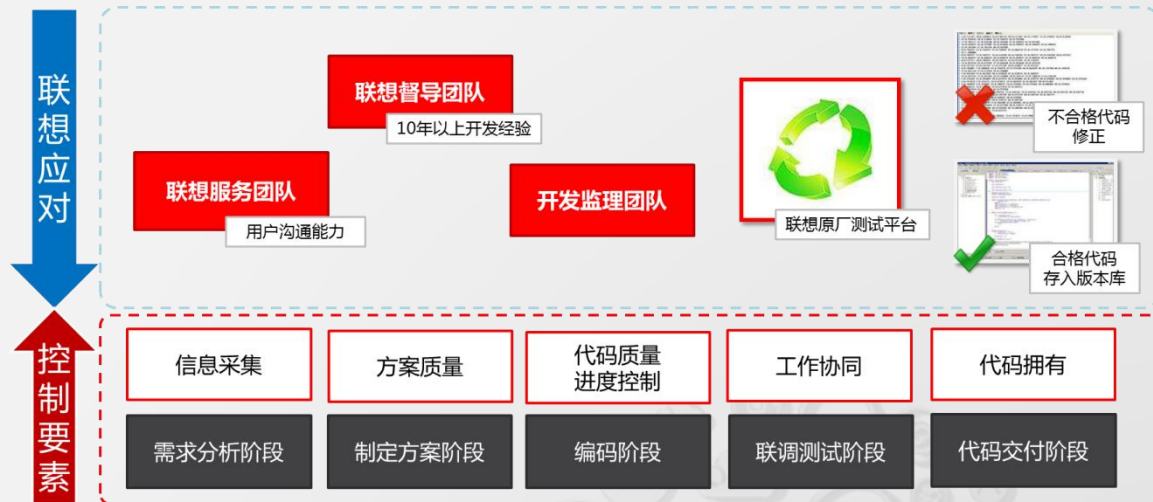 联想应对
联想督导团队
10年以上开发经验
联想服务团队
用户沟通能力
开发监理团队
联想原厂测试平台
不合格代码
修正
合格代码
存入版本库
控制要素
信息采集
方案质量
代码质量
进度控制
工作协同
代码拥有
需求分析阶段
制定方案阶段
编码阶段
联调测试阶段
代码交付阶段